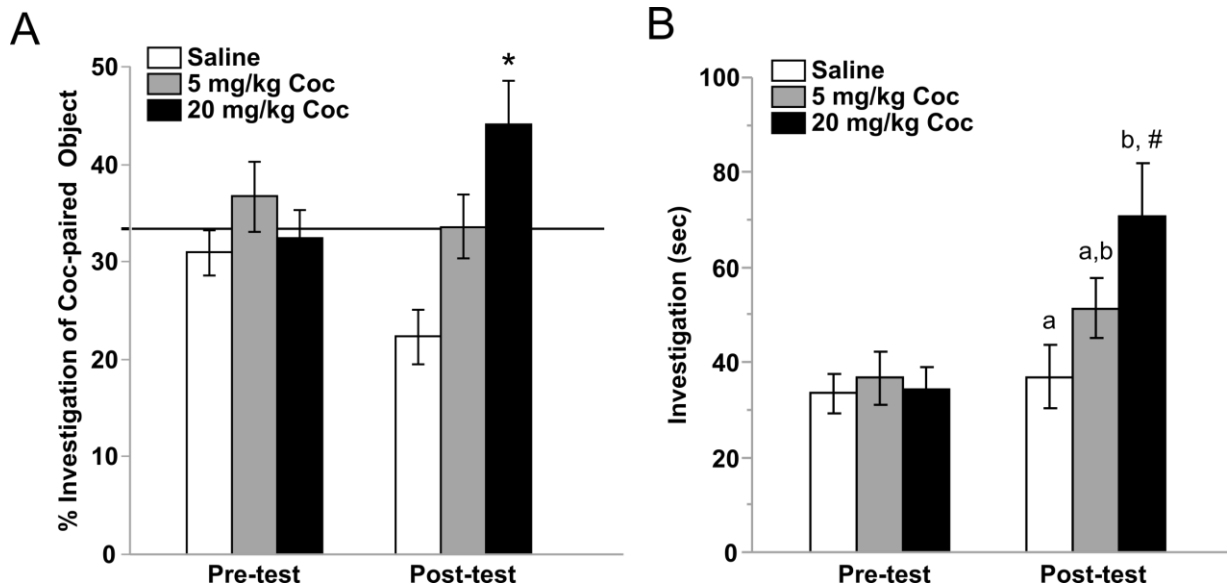 A
Saline
5 mg/kg Coc
20 mg/kg Coc
*
% Investigation of Coc-paired Object
50
40
30
20
10
0
Pre-test
Post-test
B
Saline
5 mg/kg Coc
20 mg/kg Coc
b, #
a,b
a
Investigation (sec)
100
80
60
40
20
0
Pre-test
Post-test